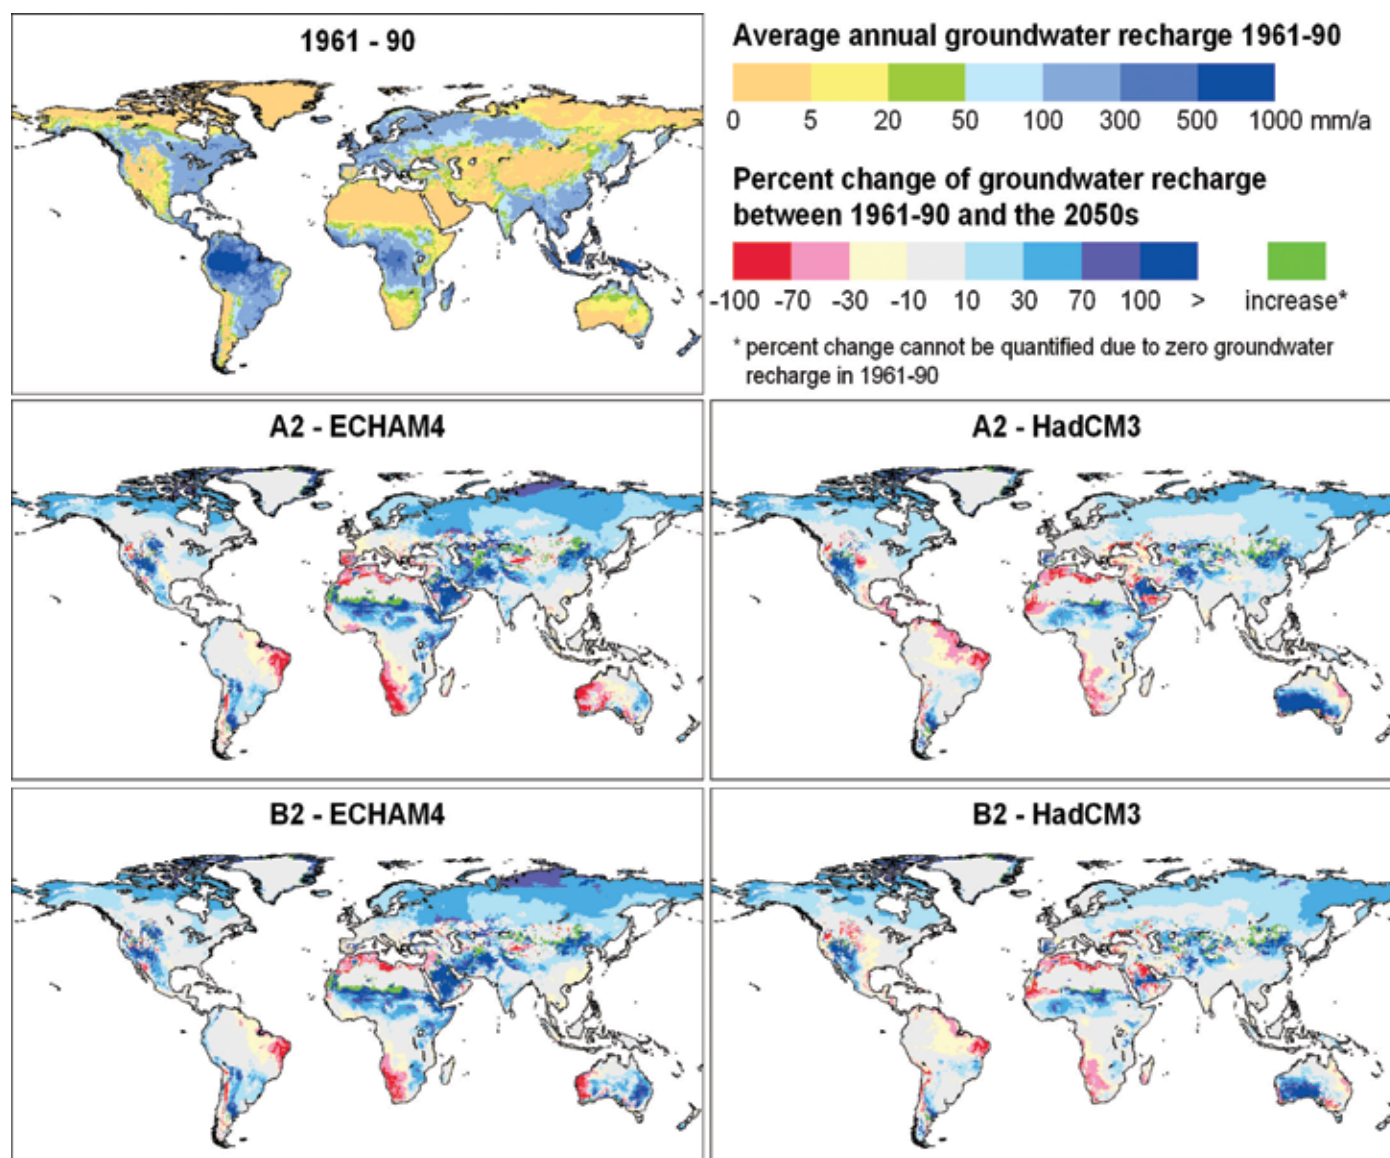 1961 - 90
Average annual groundwater recharge 1961-90
0 5 20 50 100 300 500 1000 mm/a
Percent change of groundwater recharge
between 1961-90 and the 2050s
-100 -70 -30 -10 10 30 70 100 > increase*
* percent change cannot be quantified due to zero groundwater
recharge in 1961-90
A2 - ECHAM4
A2 - HadCM3
B2 - ECHAM4
B2 - HadCM3